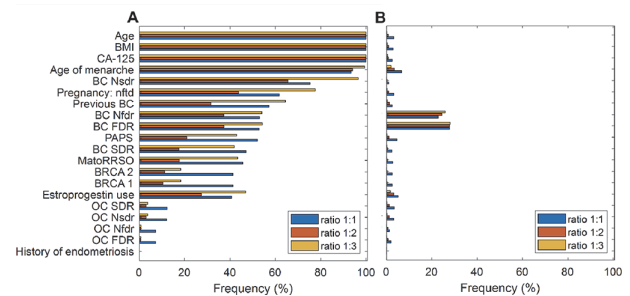 A
B
Age
BMI
CA-125
Age of menarche
BC Nsdr
Pregnancy: nftd
Previous BC
BC Nfdr
BC FDR
PAPS
BC SDR
MatoRRSO
BRCA 2
BRCA 1
Estroprogestin use
OC SDR
OC Nsdr
OC Nfdr
OC FDR
History of endometriosis
ratio 1:1
ratio 1:2
ratio 1:3
ratio 1:1
ratio 1:2
ratio 1:3
0 20 40 60 80 100
0 20 40 60 80 100
Frequency (%)
Frequency (%)